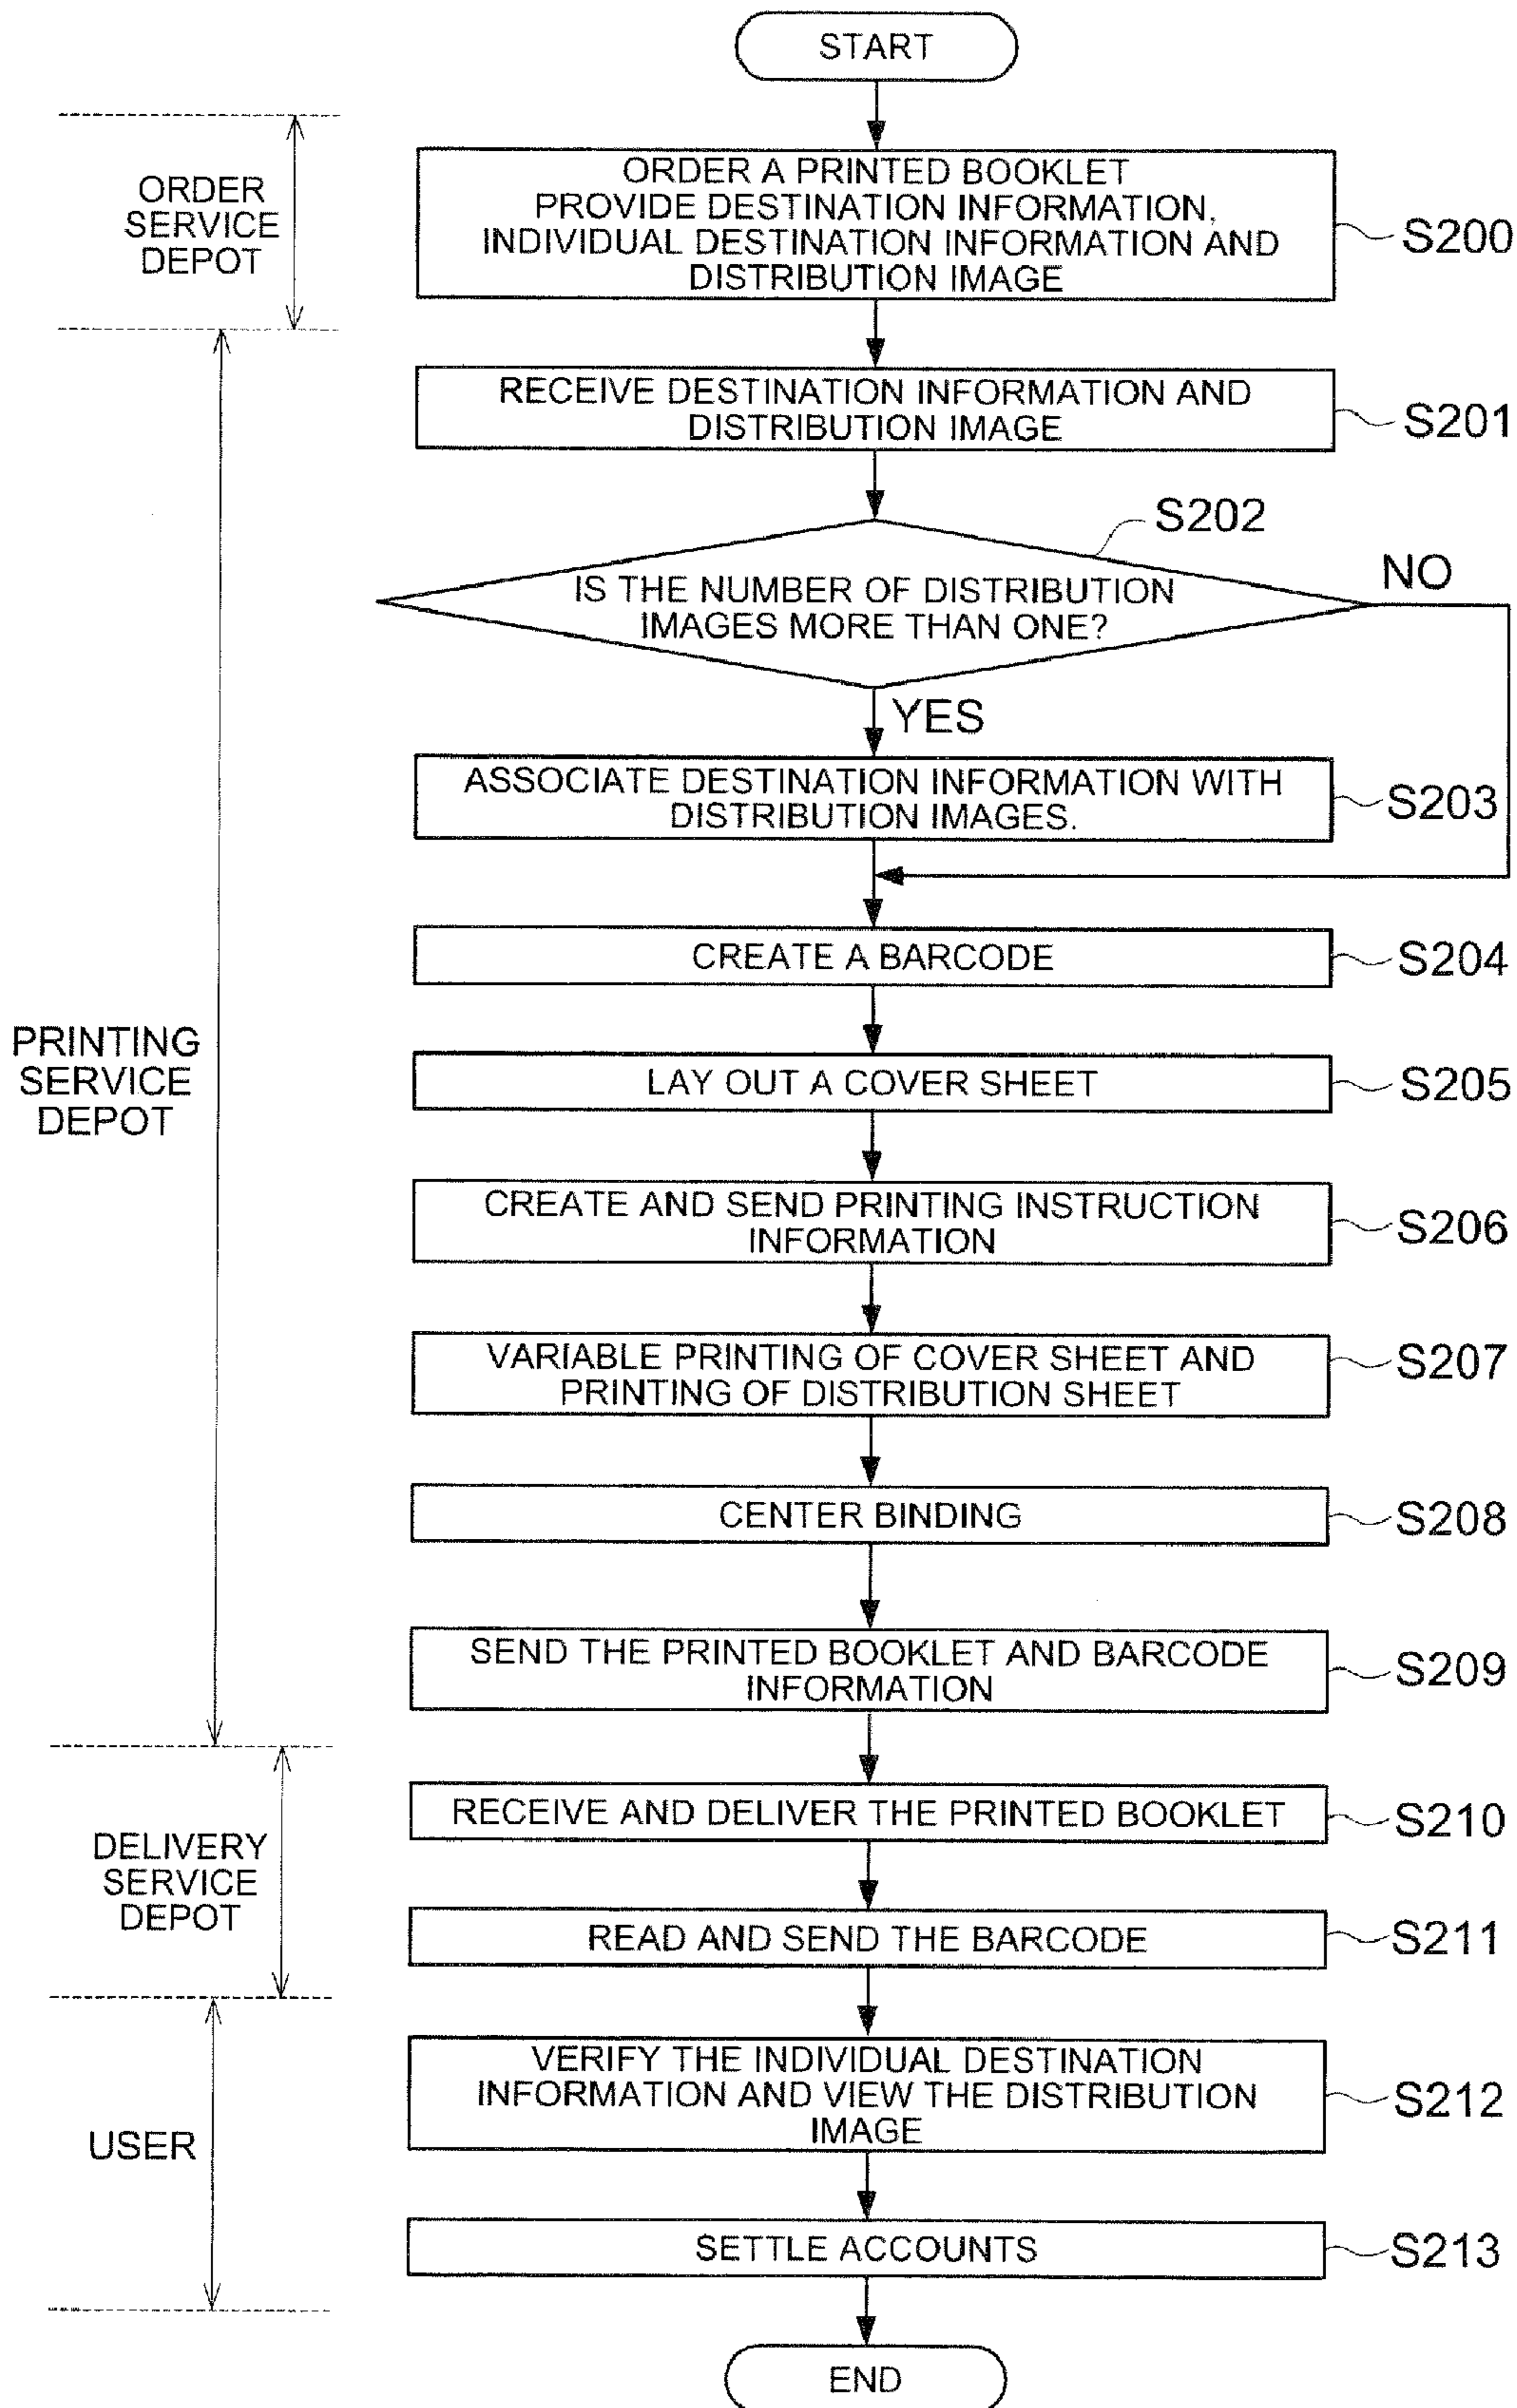 START
ORDER
SERVICE
DEPOT
ORDER A PRINTED BOOKLET
PROVIDE DESTINATION INFORMATION,
INDIVIDUAL DESTINATION INFORMATION AND
DISTRIBUTION IMAGE
S200
RECEIVE DESTINATION INFORMATION AND
DISTRIBUTION IMAGE
S201
S202
IS THE NUMBER OF DISTRIBUTION
IMAGES MORE THAN ONE?
NO
YES
ASSOCIATE DESTINATION INFORMATION WITH
DISTRIBUTION IMAGES.
S203
CREATE A BARCODE
S204
PRINTING
SERVICE
DEPOT
LAY OUT A COVER SHEET
S205
CREATE AND SEND PRINTING INSTRUCTION
INFORMATION
S206
VARIABLE PRINTING OF COVER SHEET AND
PRINTING OF DISTRIBUTION SHEET
S207
CENTER BINDING
S208
SEND THE PRINTED BOOKLET AND BARCODE
INFORMATION
S209
RECEIVE AND DELIVER THE PRINTED BOOKLET
S210
DELIVERY
SERVICE
DEPOT
READ AND SEND THE BARCODE
S211
VERIFY THE INDIVIDUAL DESTINATION
INFORMATION AND VIEW THE DISTRIBUTION
IMAGE
S212
USER
SETTLE ACCOUNTS
S213
END